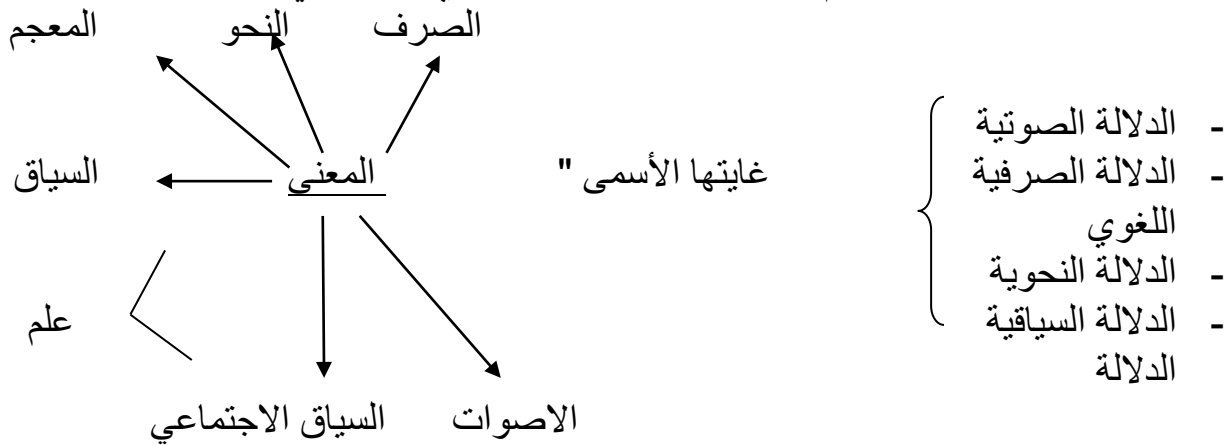 الصرف
النحو
المعجم
- الدلالة الصوتية
- الدلالة الصرفية
اللغوي
- الدلالة النحوية
- الدلالة السياقية
الدلالة
غايتها الأسمى "
المعنى
السياق
علم
الاصوات
السياق الاجتماعي